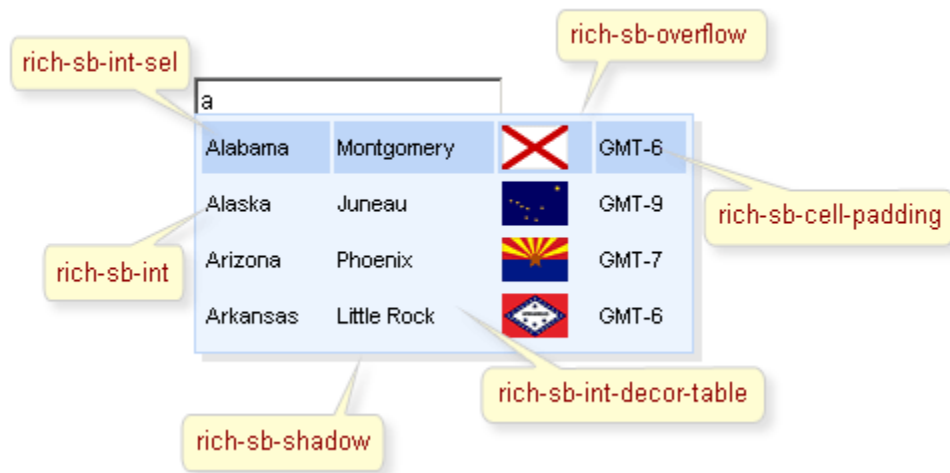 rich-sb-overflow
rich-sb-int-sel
a
Alabama Montgomery GMT-6
Alaska Juneau GMT-9
rich-sb-cell-padding
rich-sb-int
Arizona Phoenix GMT-7
Arkansas Little Rock GMT-6
rich-sb-int-decor-table
rich-sb-shadow